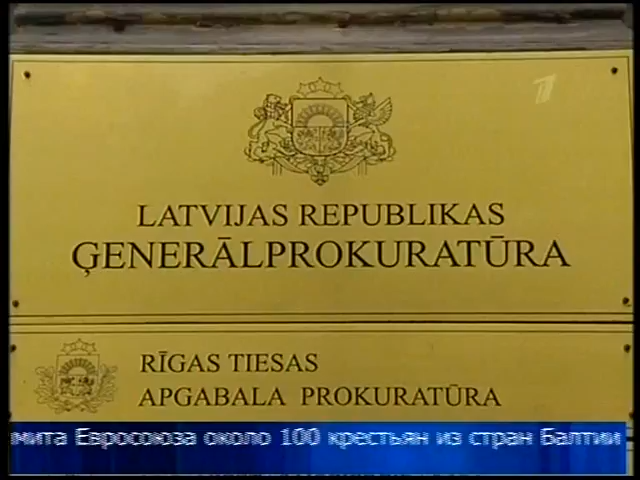 LATVIJAS REPUBLIKAS
ĢENERĀLPROKURATŪRA
RĪGAS TIESAS
APGABALA PROKURATŪRA
мита Евросоюза около 100 крестьян из стран Балтии